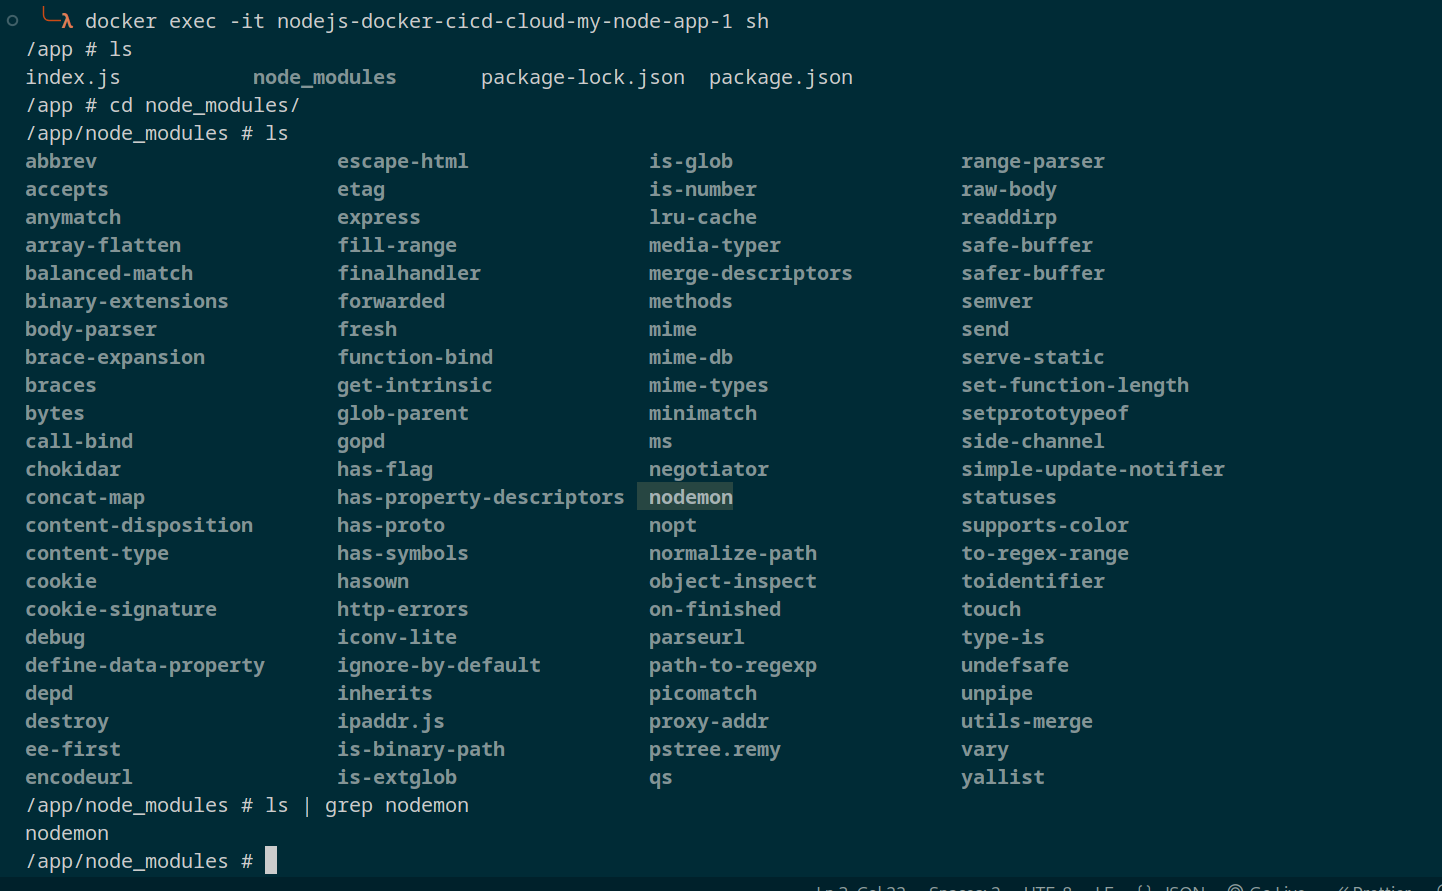 ╰─λ docker exec -it nodejs-docker-cicd-cloud-my-node-app-1 sh
/app # ls
index.js           node_modules       package-lock.json  package.json
/app # cd node_modules/
/app/node_modules # ls
abbrev                    escape-html               is-glob                   range-parser
accepts                   etag                      is-number                 raw-body
anymatch                  express                   lru-cache                 readdirp
array-flatten             fill-range                media-typer               safe-buffer
balanced-match            finalhandler              merge-descriptors         safer-buffer
binary-extensions         forwarded                 methods                   semver
body-parser               fresh                     mime                      send
brace-expansion           function-bind             mime-db                   serve-static
braces                    get-intrinsic             mime-types                set-function-length
bytes                     glob-parent               minimatch                 setprototypeof
call-bind                 gopd                      ms                        side-channel
chokidar                  has-flag                  negotiator                simple-update-notifier
concat-map                has-property-descriptors  nodemon                   statuses
content-disposition       has-proto                 nopt                      supports-color
content-type              has-symbols               normalize-path            to-regex-range
cookie                    hasown                    object-inspect            toidentifier
cookie-signature          http-errors               on-finished               touch
debug                     iconv-lite                parseurl                  type-is
define-data-property      ignore-by-default         path-to-regexp            undefsafe
depd                      inherits                  picomatch                 unpipe
destroy                   ipaddr.js                 proxy-addr                utils-merge
ee-first                  is-binary-path            pstree.remy               vary
encodeurl                 is-extglob                qs                        yallist
/app/node_modules # ls | grep nodemon
nodemon
/app/node_modules #